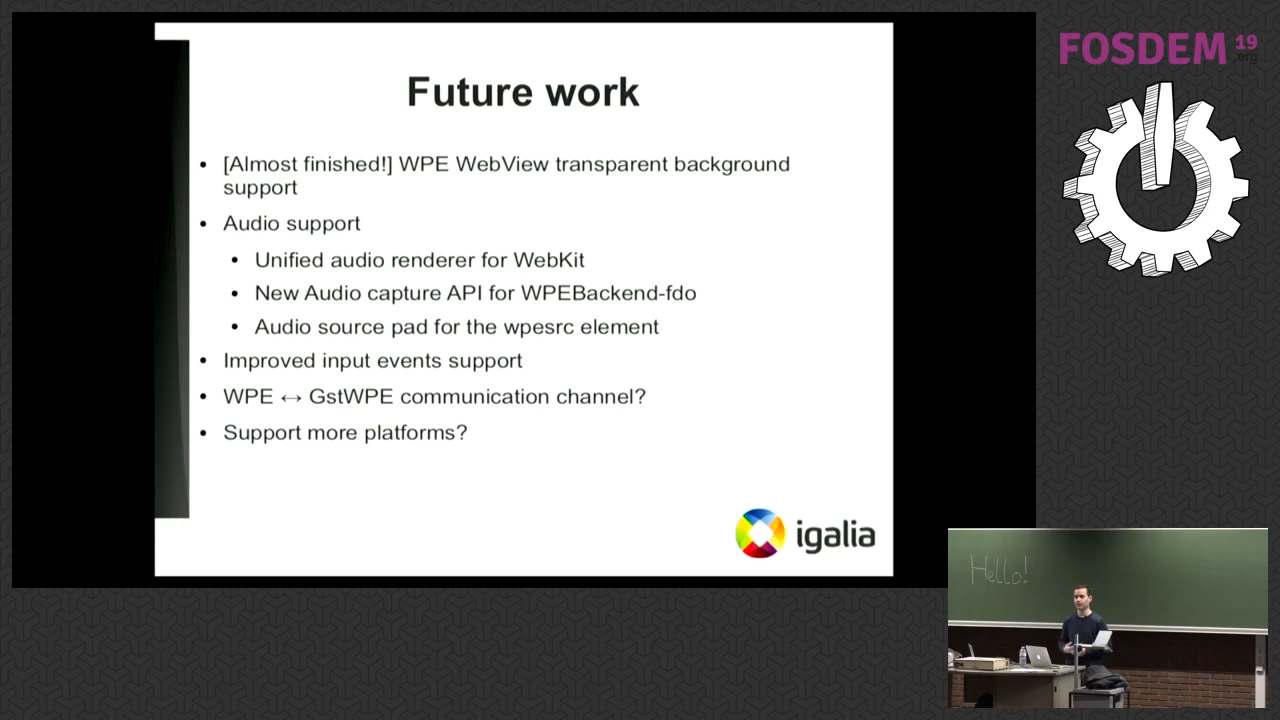 FOSDEM 19
.org
Future work
• [Almost finished!] WPE WebView transparent background
support
• Audio support
• Unified audio renderer for WebKit
• New Audio capture API for WPEBackend-fdo
• Audio source pad for the wpesrc element
• Improved input events support
• WPE ↔ GstWPE communication channel?
• Support more platforms?
igalia
Hello!